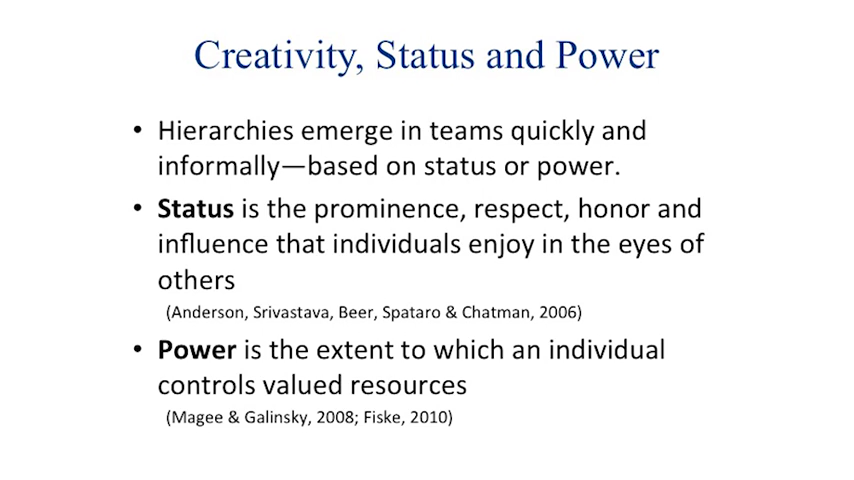 Creativity, Status and Power
• Hierarchies emerge in teams quickly and
informally—based on status or power.
• Status is the prominence, respect, honor and
influence that individuals enjoy in the eyes of
others
(Anderson, Srivastava, Beer, Spataro & Chatman, 2006)
• Power is the extent to which an individual
controls valued resources
(Magee & Galinsky, 2008; Fiske, 2010)